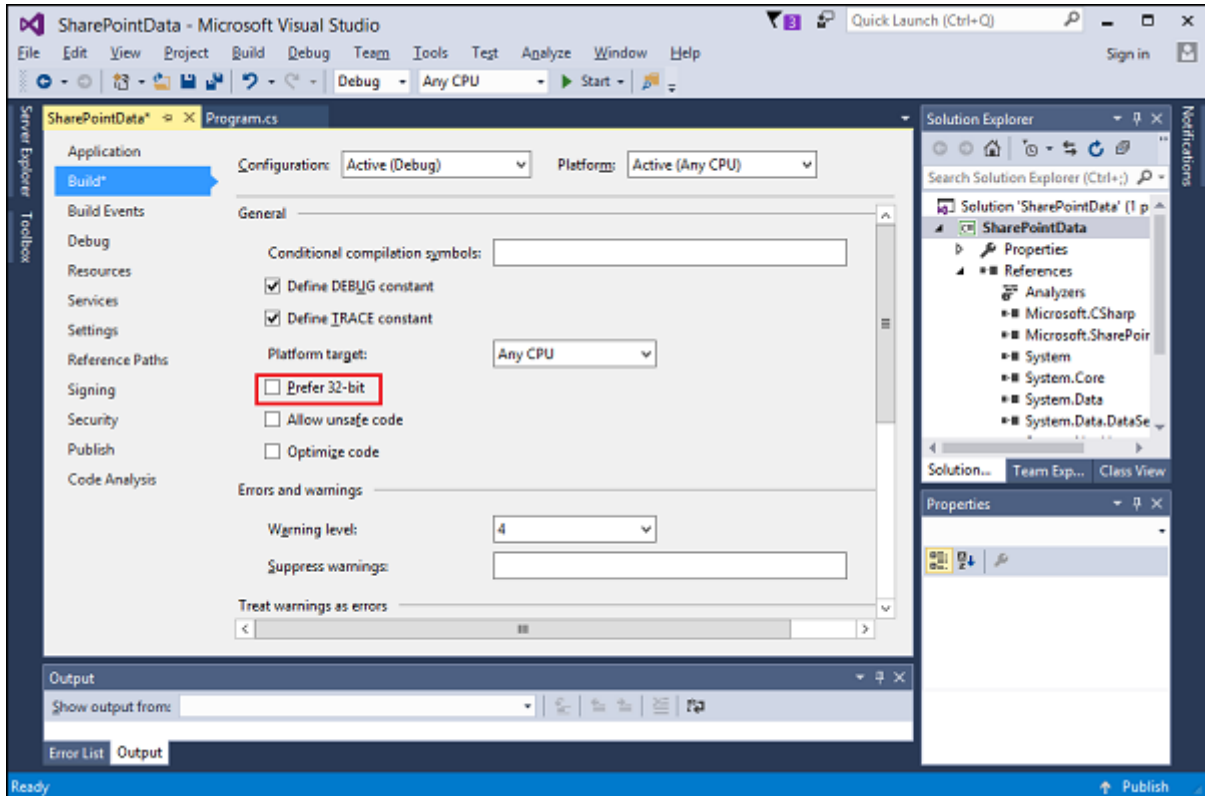 SharePointData - Microsoft Visual Studio
3
Quick Launch (Ctrl+Q)
File Edit View Project Build Debug Team Tools Test Analyze Window Help
Sign in
Debug Any CPU Start
Server Explorer
Toolbox
SharePointData* Program.cs
Application
Build*
Build Events
Debug
Resources
Services
Settings
Reference Paths
Signing
Security
Publish
Code Analysis
Configuration: Active (Debug) Platform: Active (Any CPU)
General
Conditional compilation symbols:
Define DEBUG constant
Define TRACE constant
Platform target: Any CPU
Prefer 32-bit
Allow unsafe code
Optimize code
Errors and warnings
Warning level: 4
Suppress warnings:
Treat warnings as errors
Solution Explorer
Search Solution Explorer (Ctrl+;)
Solution 'SharePointData' (1 p
SharePointData
Properties
References
Analyzers
Microsoft.CSharp
Microsoft.SharePoir
System
System.Core
System.Data
System.Data.DataSe
Solution... Team Exp... Class View
Properties
Notifications
Output
Show output from:
Error List Output
Ready
Publish